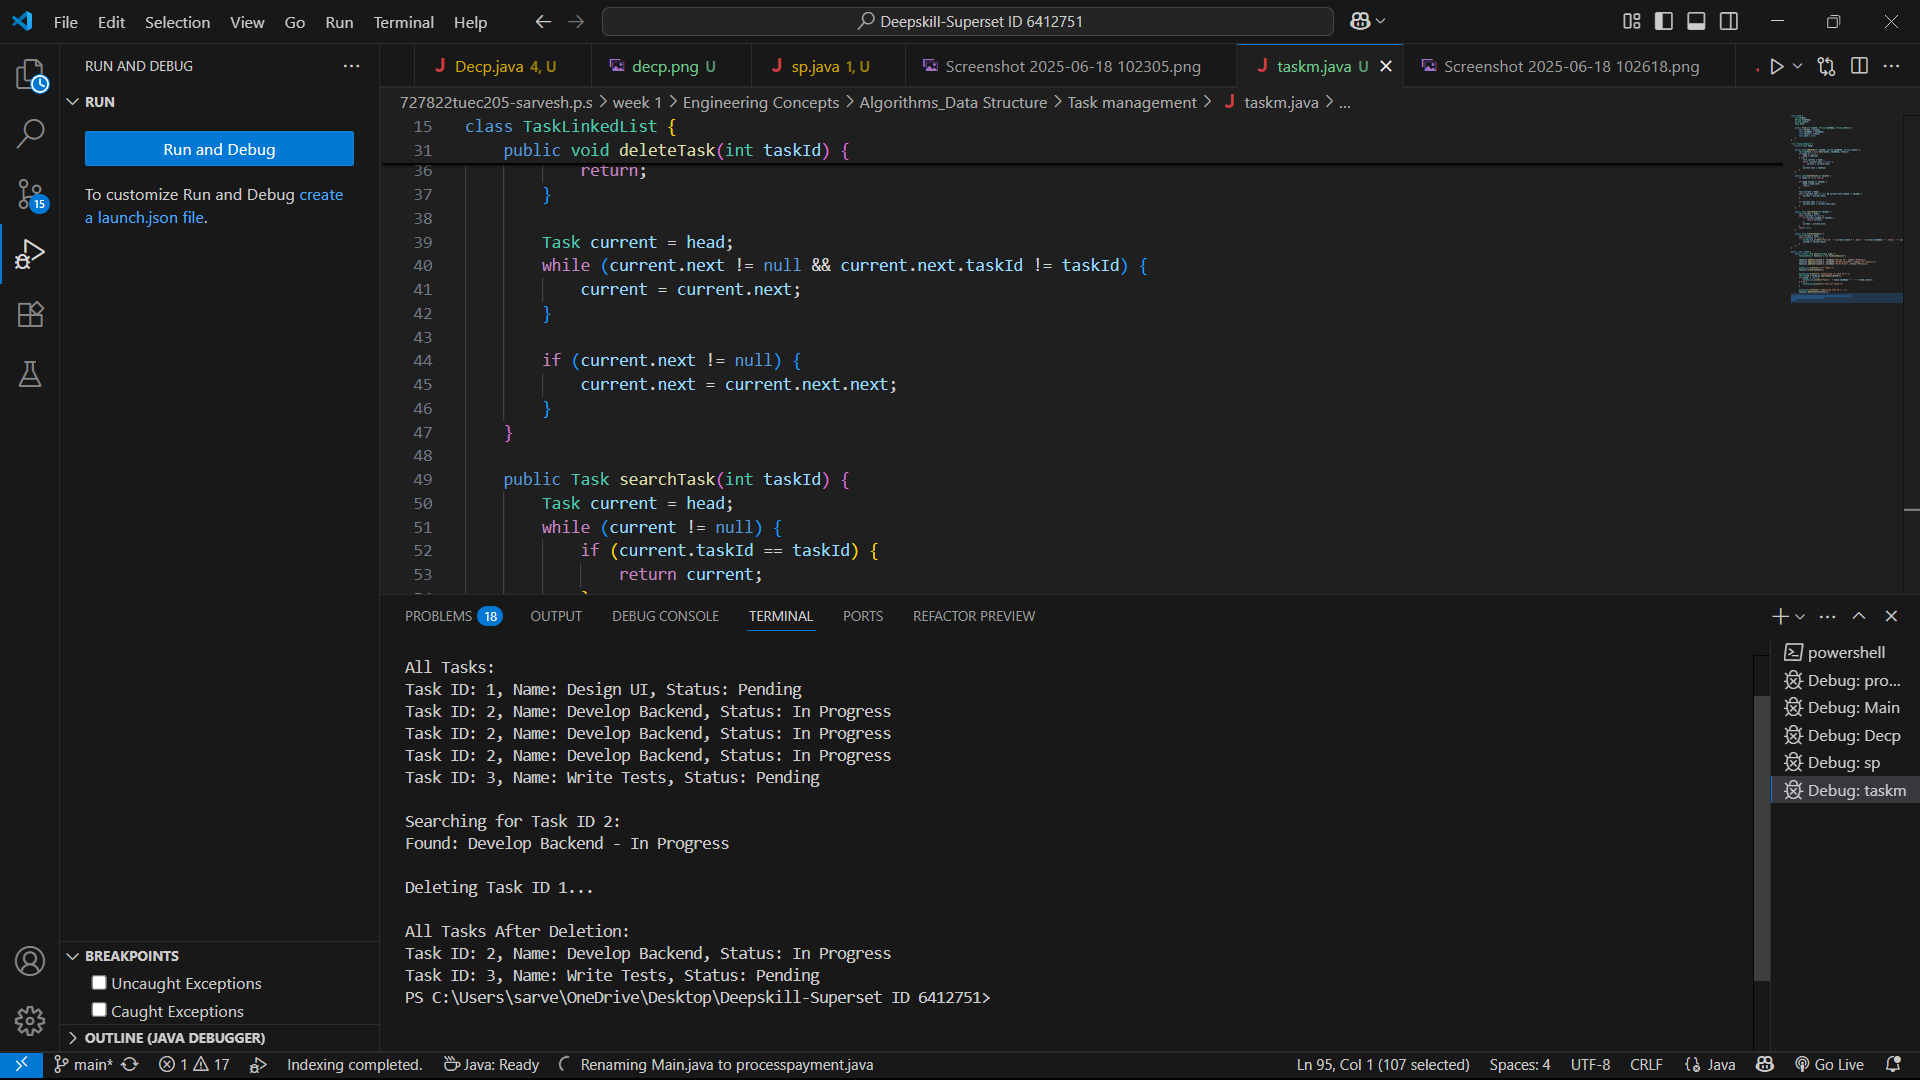 File Edit Selection View Go Run Terminal Help
Deepskill-Superset ID 6412751
RUN AND DEBUG
RUN
Run and Debug
To customize Run and Debug create
a launch.json file.
15
Decp.java 4, U
decp.png U
sp.java 1, U
Screenshot 2025-06-18 102305.png
taskm.java U
Screenshot 2025-06-18 102618.png
727822tuec205-sarvesh.p.s > week 1 > Engineering Concepts > Algorithms_Data Structure > Task management > J taskm.java > ...
15 class TaskLinkedList {
31 public void deleteTask(int taskId) {
36 return;
37 }
38
39 Task current = head;
40 while (current.next != null && current.next.taskId != taskId) {
41 current = current.next;
42 }
43
44 if (current.next != null) {
45 current.next = current.next.next;
46 }
47 }
48
49 public Task searchTask(int taskId) {
50 Task current = head;
51 while (current != null) {
52 if (current.taskId == taskId) {
53 return current;
PROBLEMS 18 OUTPUT DEBUG CONSOLE TERMINAL PORTS REFACTOR PREVIEW
All Tasks:
Task ID: 1, Name: Design UI, Status: Pending
Task ID: 2, Name: Develop Backend, Status: In Progress
Task ID: 2, Name: Develop Backend, Status: In Progress
Task ID: 2, Name: Develop Backend, Status: In Progress
Task ID: 3, Name: Write Tests, Status: Pending
Searching for Task ID 2:
Found: Develop Backend - In Progress
Deleting Task ID 1...
All Tasks After Deletion:
Task ID: 2, Name: Develop Backend, Status: In Progress
Task ID: 3, Name: Write Tests, Status: Pending
PS C:\Users\sarve\OneDrive\Desktop\Deepskill-Superset ID 6412751>
powershell
Debug: pro...
Debug: Main
Debug: Decp
Debug: sp
Debug: taskm
BREAKPOINTS
Uncaught Exceptions
Caught Exceptions
OUTLINE (JAVA DEBUGGER)
main* 1 17 Indexing completed. Java: Ready Renaming Main.java to processpayment.java Ln 95, Col 1 (107 selected) Spaces: 4 UTF-8 CRLF Java Go Live